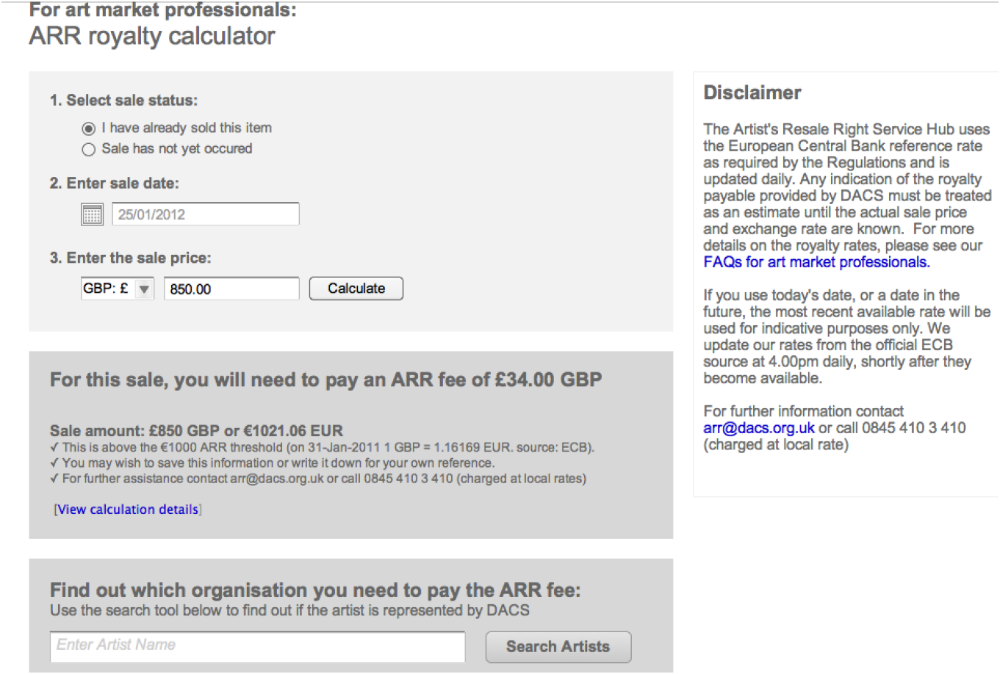 For art market professionals:
ARR royalty calculator
1. Select sale status:
I have already sold this item
Sale has not yet occured
2. Enter sale date:
25/01/2012
3. Enter the sale price:
GBP: £ 850.00 Calculate
For this sale, you will need to pay an ARR fee of £34.00 GBP
Sale amount: £850 GBP or €1021.06 EUR
✓ This is above the €1000 ARR threshold (on 31-Jan-2011 1 GBP = 1.16169 EUR. source: ECB).
✓ You may wish to save this information or write it down for your own reference.
✓ For further assistance contact arr@dacs.org.uk or call 0845 410 3 410 (charged at local rates)
[View calculation details]
Find out which organisation you need to pay the ARR fee:
Use the search tool below to find out if the artist is represented by DACS
Enter Artist Name Search Artists
Disclaimer
The Artist's Resale Right Service Hub uses
the European Central Bank reference rate
as required by the Regulations and is
updated daily. Any indication of the royalty
payable provided by DACS must be treated
as an estimate until the actual sale price
and exchange rate are known.  For more
details on the royalty rates, please see our
FAQs for art market professionals.
If you use today's date, or a date in the
future, the most recent available rate will be
used for indicative purposes only. We
update our rates from the official ECB
source at 4.00pm daily, shortly after they
become available.
For further information contact
arr@dacs.org.uk or call 0845 410 3 410
(charged at local rate)